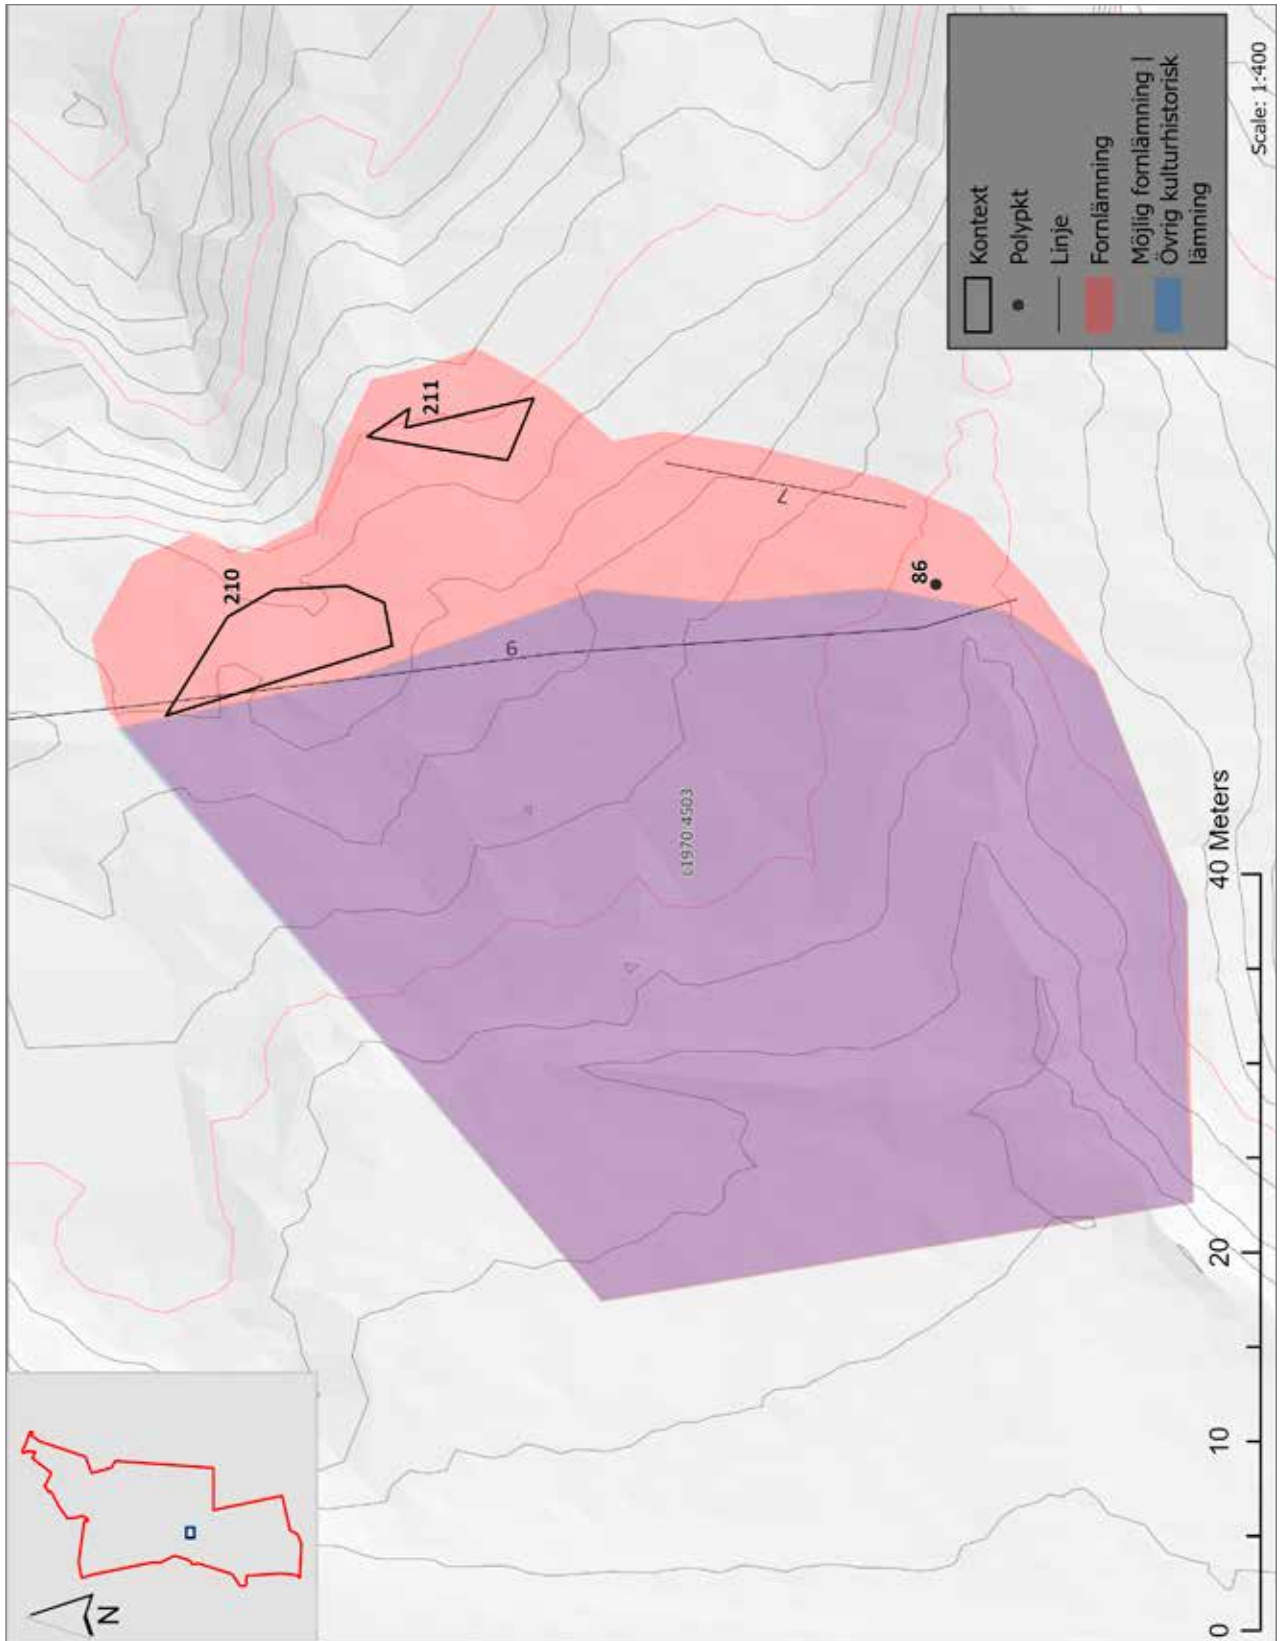 N
210
211
6
7
86
L1970:4503
Kontext
Polypkt
Linje
Fornlämning
Möjlig fornlämning |
Övrig kulturhistorisk
lämning
0 10 20 40 Meters
Scale: 1:400